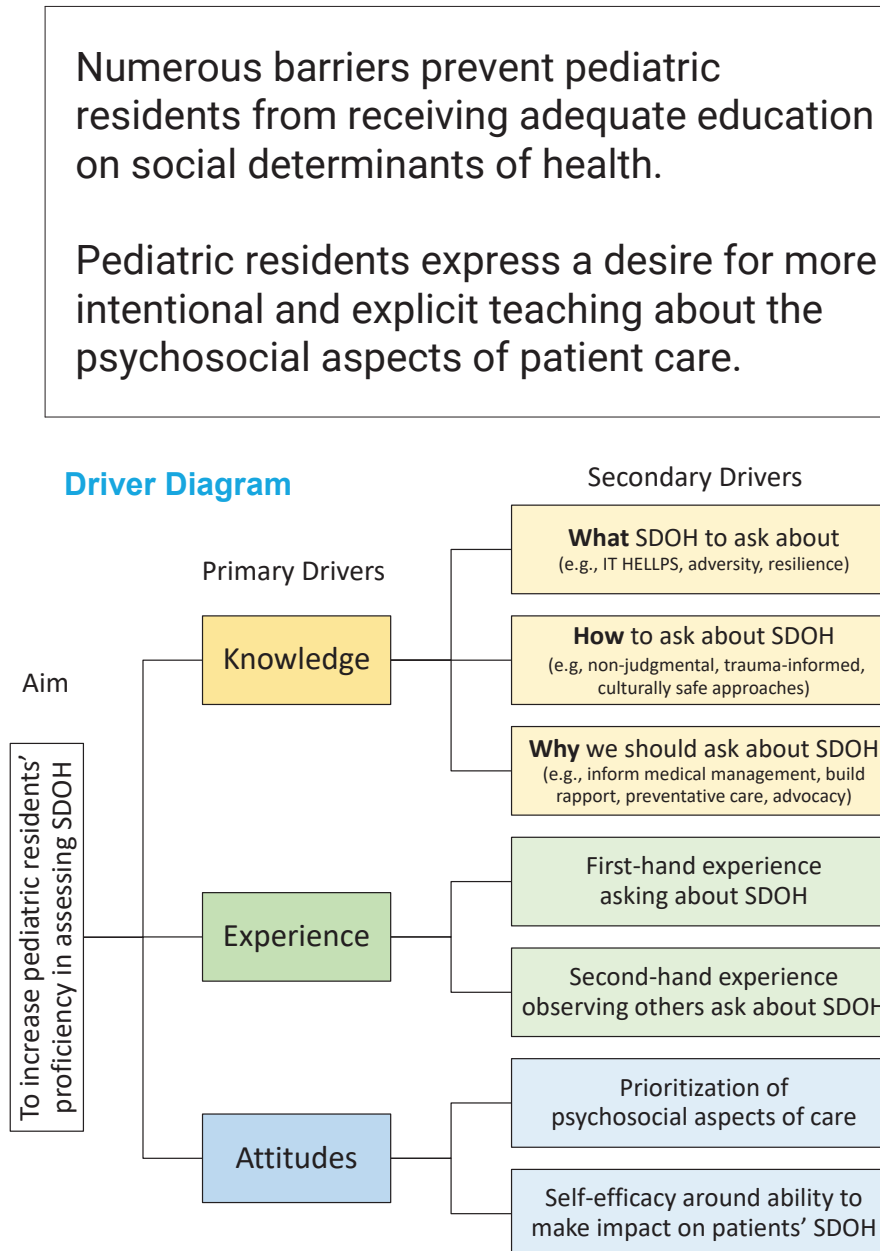 Numerous barriers prevent pediatric
residents from receiving adequate education
on social determinants of health.
Pediatric residents express a desire for more
intentional and explicit teaching about the
psychosocial aspects of patient care.
Driver Diagram
Secondary Drivers
Primary Drivers
Aim
To increase pediatric residents’
proficiency in assessing SDOH
Knowledge
What SDOH to ask about
(e.g., IT HELLPS, adversity, resilience)
How to ask about SDOH
(e.g, non-judgmental, trauma-informed,
culturally safe approaches)
Why we should ask about SDOH
(e.g., inform medical management, build
rapport, preventative care, advocacy)
Experience
First-hand experience
asking about SDOH
Second-hand experience
observing others ask about SDOH
Attitudes
Prioritization of
psychosocial aspects of care
Self-efficacy around ability to
make impact on patients’ SDOH